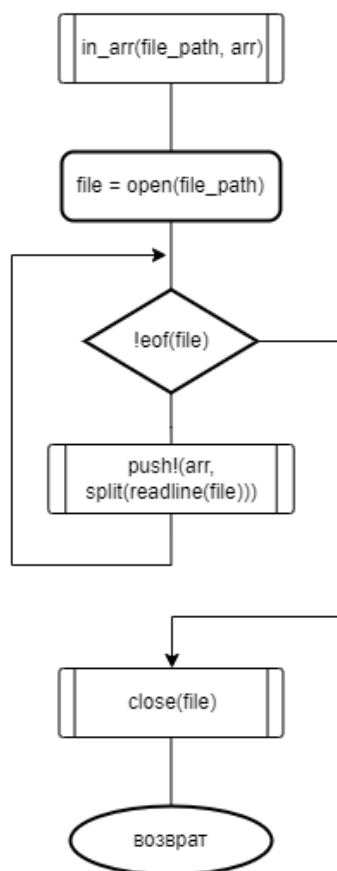 in_arr(file_path, arr)
file = open(file_path)
!eof(file)
push!(arr,
split(readline(file)))
close(file)
возврат